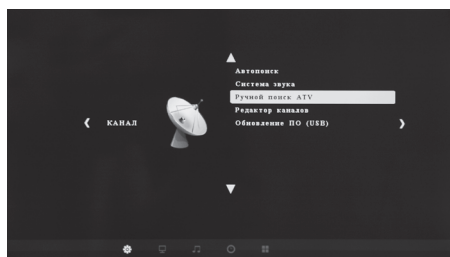 Автопоиск
Система звука
Ручной поиск ATV
КАНАЛ
Редактор каналов
Обновление ПО (USB)